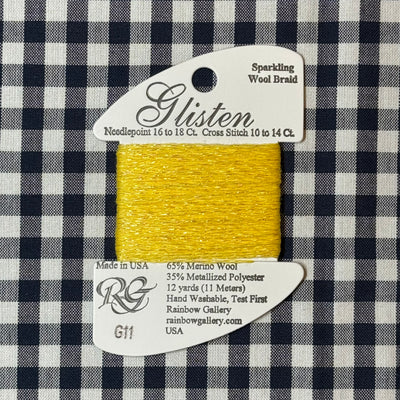 Sparkling
Wool Braid
Glisten
Needlepoint 16 to 18 Ct. Cross Stitch 10 to 14 Ct.
Made in USA
RG
G11
65% Merino Wool
35% Metallized Polyester
12 yards (11 Meters)
Hand Washable, Test First
Rainbow Gallery
rainbowgallery.com
USA